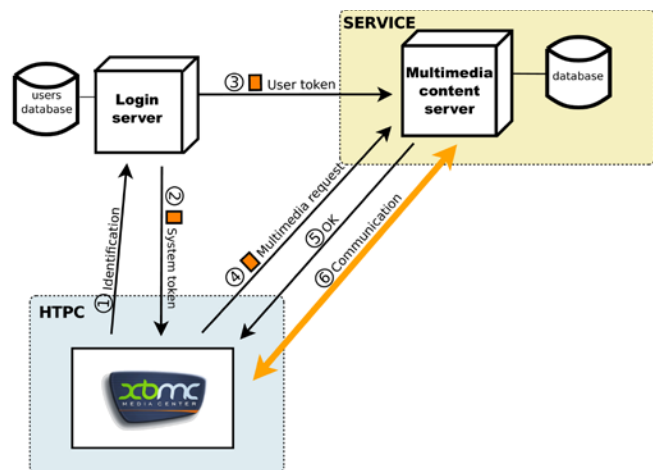 SERVICE
users
database
Login
server
③ User token
Multimedia
content
server
database
① Identification
② System token
④ Multimedia request
⑤ OK
⑥ Communication
HTPC
xbmc
MEDIA CENTER